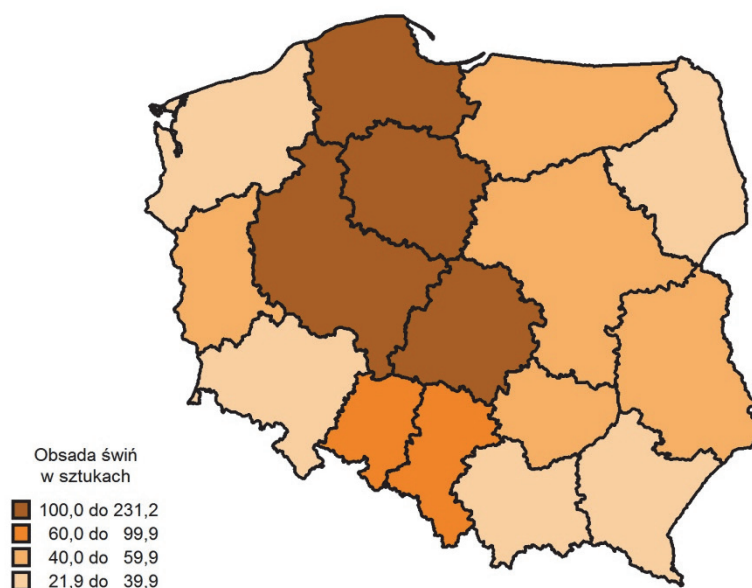 Obsada świń
w sztukach
100,0 do 231,2
60,0 do 99,9
40,0 do 59,9
21,9 do 39,9